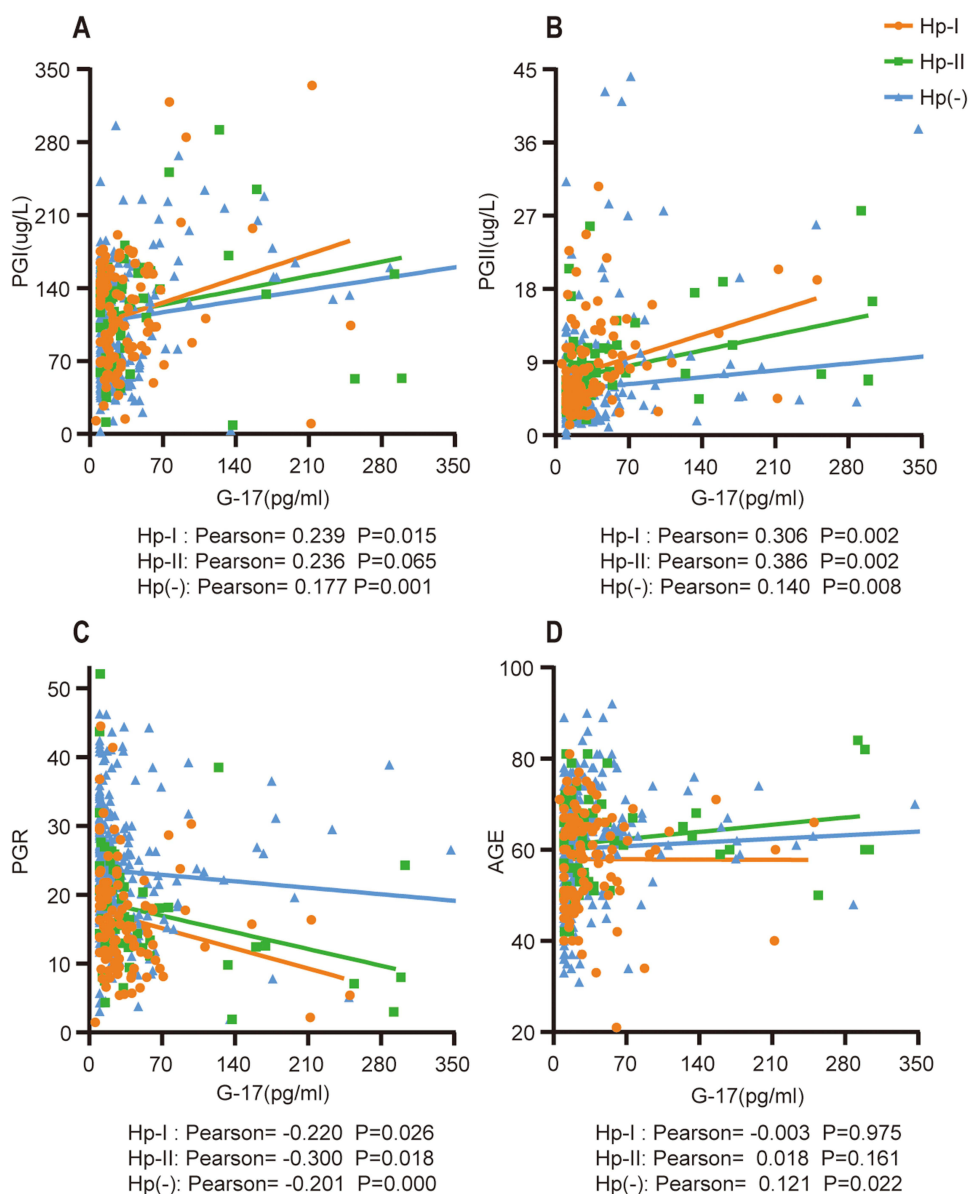 A
B
Hp-I
Hp-II
Hp(-)
350
280
210
140
70
0
PGI(ug/L)
0 70 140 210 280 350
G-17(pg/ml)
Hp-I : Pearson= 0.239 P=0.015
Hp-II: Pearson= 0.236 P=0.065
Hp(-): Pearson= 0.177 P=0.001
45
36
27
18
9
0
PGII(ug/L)
0 70 140 210 280 350
G-17(pg/ml)
Hp-I : Pearson= 0.306 P=0.002
Hp-II: Pearson= 0.386 P=0.002
Hp(-): Pearson= 0.140 P=0.008
C
50
40
30
20
10
0
PGR
0 70 140 210 280 350
G-17(pg/ml)
Hp-I : Pearson= -0.220 P=0.026
Hp-II: Pearson= -0.300 P=0.018
Hp(-): Pearson= -0.201 P=0.000
D
100
80
60
40
20
AGE
0 70 140 210 280 350
G-17(pg/ml)
Hp-I : Pearson= -0.003 P=0.975
Hp-II: Pearson= 0.018 P=0.161
Hp(-): Pearson= 0.121 P=0.022